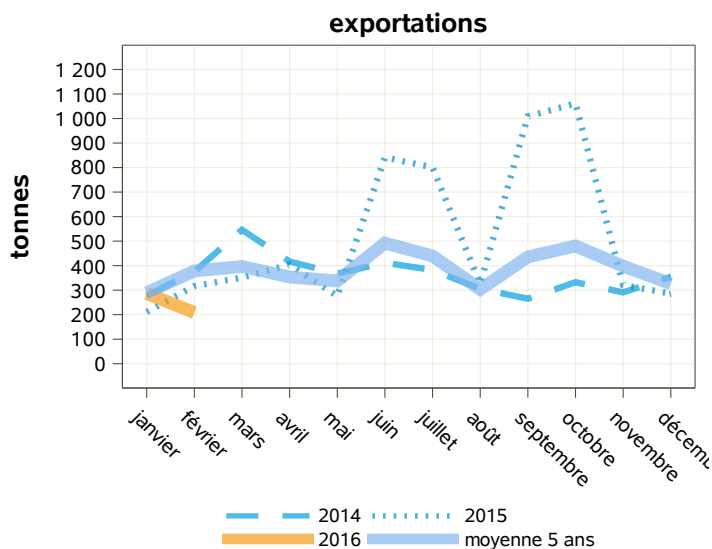 exportations
tonnes
1 200
1 100
1 000
900
800
700
600
500
400
300
200
100
0
janvier
février
mars
avril
mai
juin
juillet
août
septembre
octobre
novembre
décem
2014
2015
2016
moyenne 5 ans